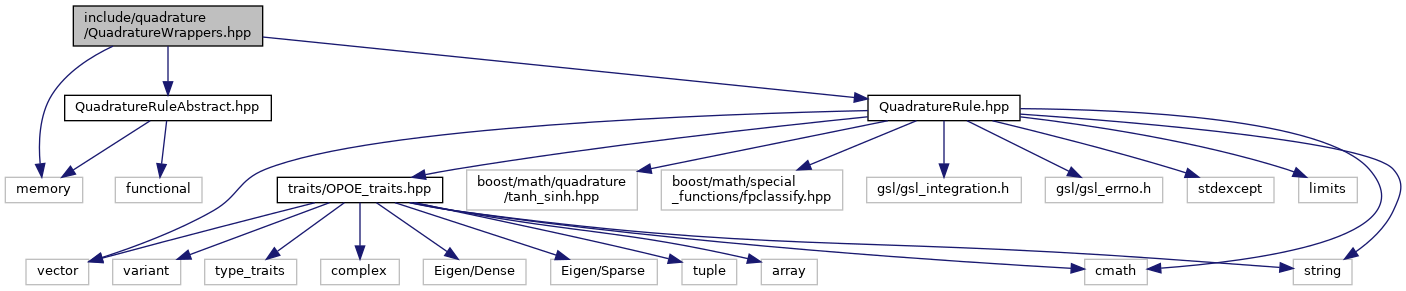 include/quadrature
/QuadratureWrappers.hpp
QuadratureRuleAbstract.hpp
QuadratureRule.hpp
memory
functional
traits/OPOE_traits.hpp
boost/math/quadrature
/tanh_sinh.hpp
boost/math/special
_functions/fpclassify.hpp
gsl/gsl_integration.h
gsl/gsl_errno.h
stdexcept
limits
vector
variant
type_traits
complex
Eigen/Dense
Eigen/Sparse
tuple
array
cmath
string